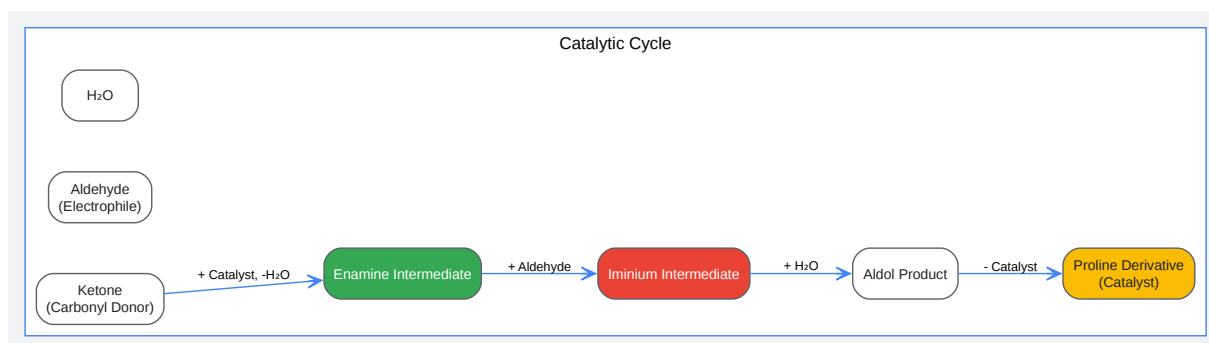 Catalytic Cycle
H₂O
Aldehyde
(Electrophile)
Ketone
(Carbonyl Donor)
+ Catalyst, -H₂O
Enamine Intermediate
+ Aldehyde
Iminium Intermediate
+ H₂O
Aldol Product
- Catalyst
Proline Derivative
(Catalyst)